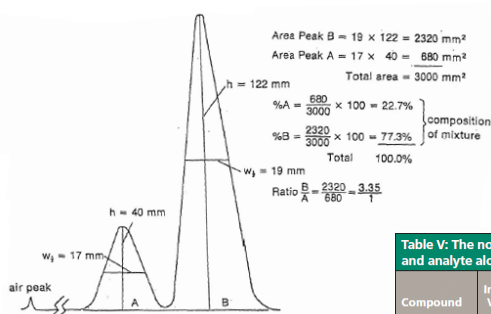 Area Peak B = 19 x 122 = 2320 mm²
Area Peak A = 17 x 40 = 680 mm²
Total area = 3000 mm²
%A = 680/3000 x 100 = 22.7%
%B = 2320/3000 x 100 = 77.3%
composition
of mixture
Total 100.0%
Ratio B/A = 2320/680 = 3.35/1
h = 122 mm
w½ = 19 mm
h = 40 mm
w½ = 17 mm
air peak
A
B
Table V: The no
and analyte alo
Compound